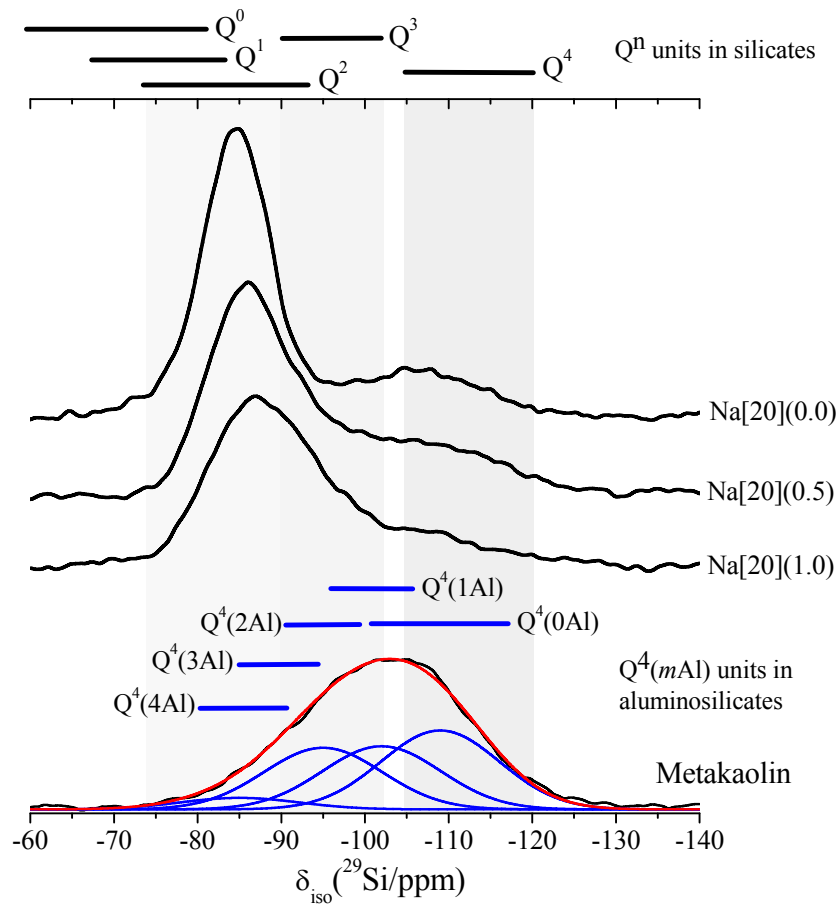 Q⁰
Q³
Q¹
Q²
Q⁴
Qⁿ units in silicates
Na[20](0.0)
Na[20](0.5)
Na[20](1.0)
Q⁴(1Al)
Q⁴(2Al)
Q⁴(0Al)
Q⁴(3Al)
Q⁴(4Al)
Q⁴(mAl) units in
aluminosilicates
Metakaolin
-60 -70 -80 -90 -100 -110 -120 -130 -140
δiso(²⁹Si/ppm)